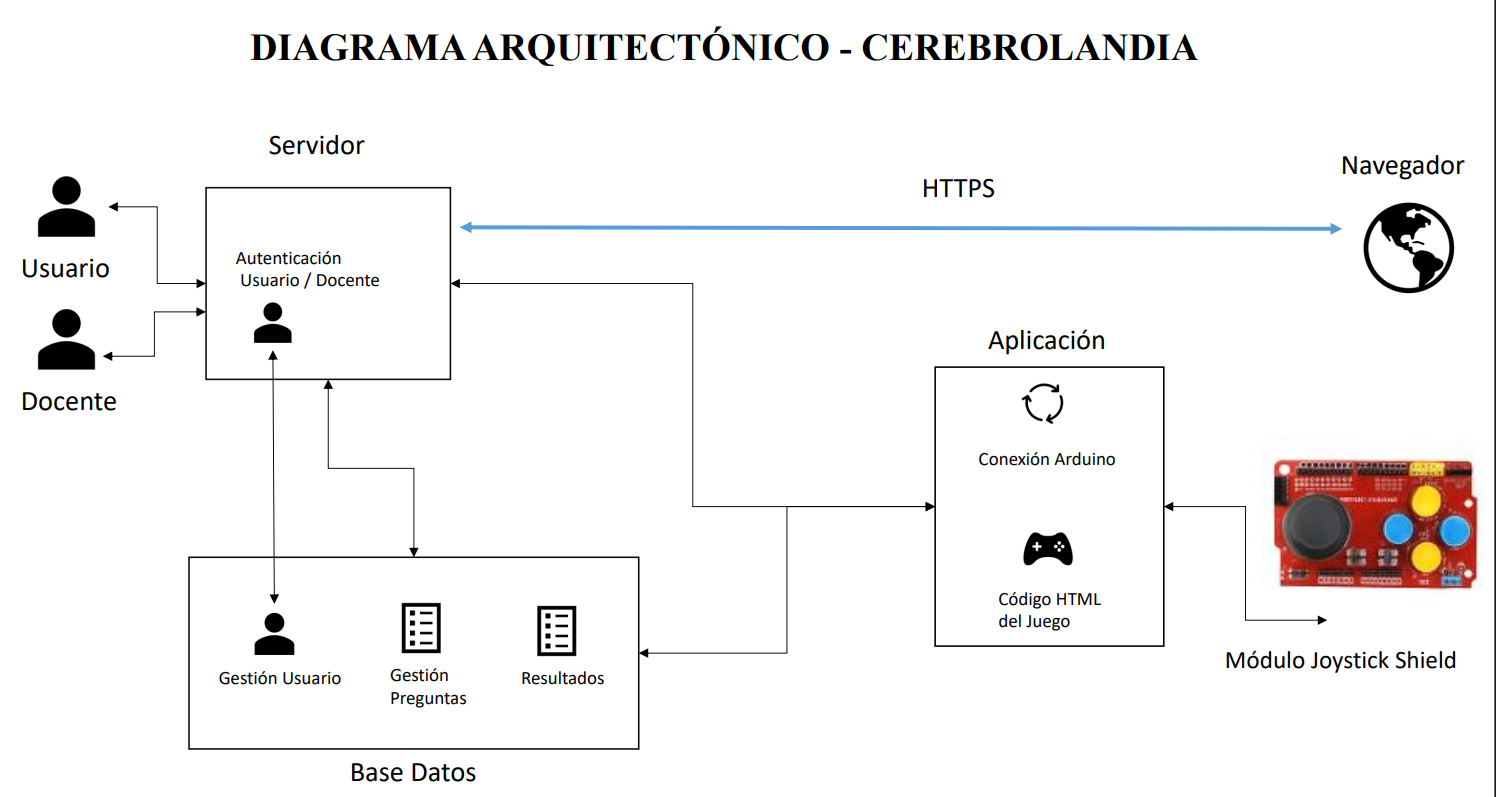 DIAGRAMA ARQUITECTÓNICO - CEREBROLANDIA
Servidor
Navegador
HTTPS
Usuario
Autenticación
Usuario / Docente
Docente
Aplicación
Conexión Arduino
Código HTML
del Juego
Módulo Joystick Shield
Gestión Usuario
Gestión
Preguntas
Resultados
Base Datos